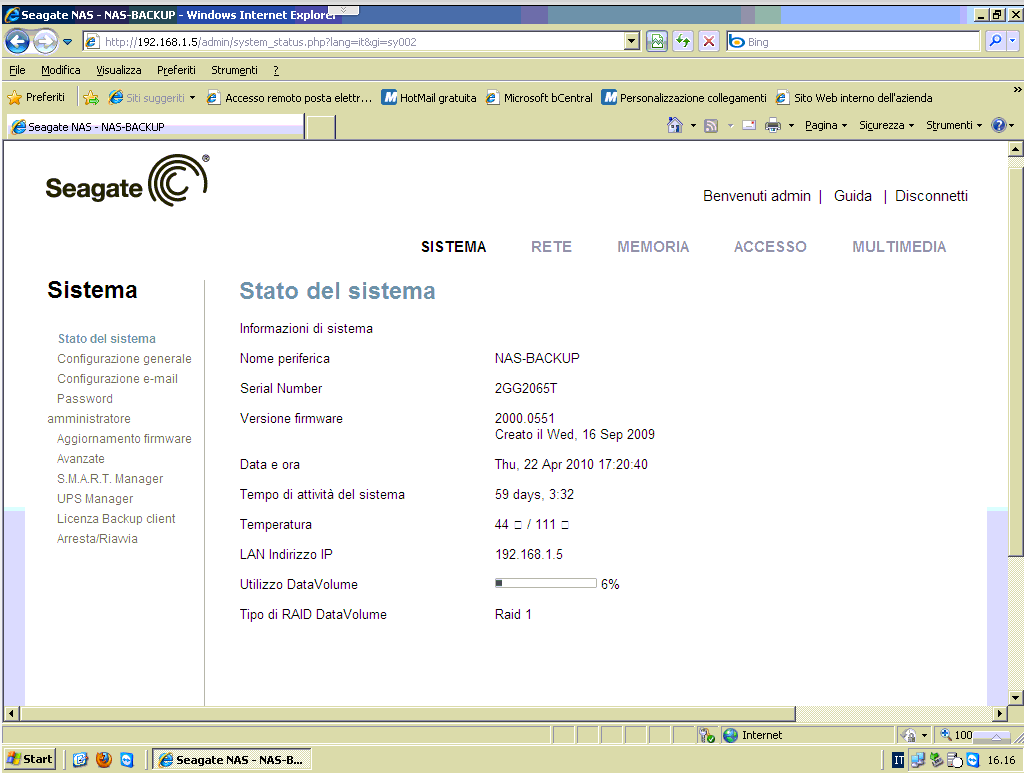 Seagate NAS - NAS-BACKUP - Windows Internet Explorer
http://192.168.1.5/admin/system_status.php?lang=it&gi=sy002
Bing
File Modifica Visualizza Preferiti Strumenti ?
Preferiti Siti suggeriti Accesso remoto posta elettr... HotMail gratuita Microsoft bCentral Personalizzazione collegamenti Sito Web interno dell'azienda »
Seagate NAS - NAS-BACKUP
Pagina Sicurezza Strumenti
Seagate®
Benvenuti admin | Guida | Disconnetti
SISTEMA RETE MEMORIA ACCESSO MULTIMEDIA
Sistema
Stato del sistema
Configurazione generale
Configurazione e-mail
Password
amministratore
Aggiornamento firmware
Avanzate
S.M.A.R.T. Manager
UPS Manager
Licenza Backup client
Arresta/Riavvia
Stato del sistema
Informazioni di sistema
Nome periferica NAS-BACKUP
Serial Number 2GG2065T
Versione firmware 2000.0551
Creato il Wed, 16 Sep 2009
Data e ora Thu, 22 Apr 2010 17:20:40
Tempo di attività del sistema 59 days, 3:32
Temperatura 44 □ / 111 □
LAN Indirizzo IP 192.168.1.5
Utilizzo DataVolume 6%
Tipo di RAID DataVolume Raid 1
Internet 100
Start Seagate NAS - NAS-B... IT 16.16